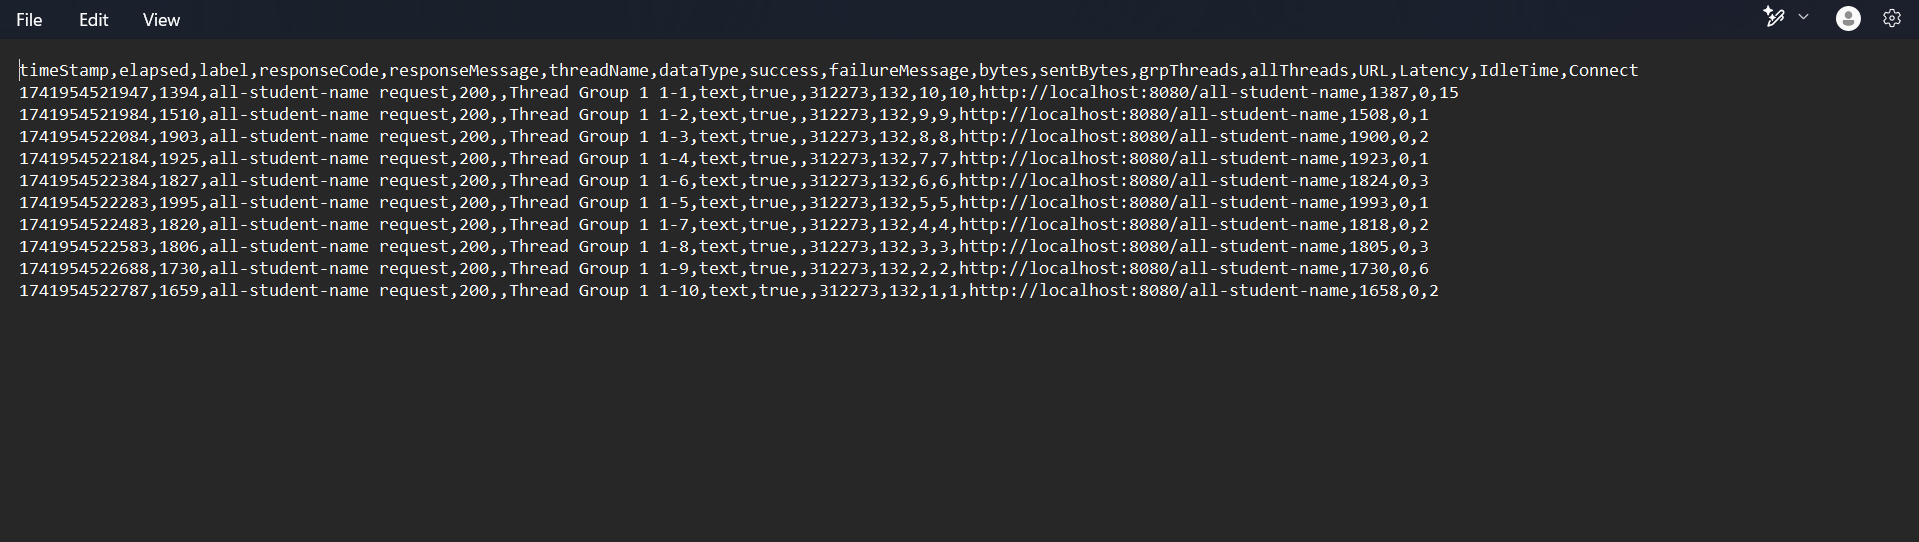 File Edit View
timeStamp,elapsed,label,responseCode,responseMessage,threadName,dataType,success,failureMessage,bytes,sentBytes,grpThreads,allThreads,URL,Latency,IdleTime,Connect
1741954521947,1394,all-student-name request,200,,Thread Group 1 1-1,text,true,,312273,132,10,10,http://localhost:8080/all-student-name,1387,0,15
1741954521984,1510,all-student-name request,200,,Thread Group 1 1-2,text,true,,312273,132,9,9,http://localhost:8080/all-student-name,1508,0,1
1741954522084,1903,all-student-name request,200,,Thread Group 1 1-3,text,true,,312273,132,8,8,http://localhost:8080/all-student-name,1900,0,2
1741954522184,1925,all-student-name request,200,,Thread Group 1 1-4,text,true,,312273,132,7,7,http://localhost:8080/all-student-name,1923,0,1
1741954522384,1827,all-student-name request,200,,Thread Group 1 1-6,text,true,,312273,132,6,6,http://localhost:8080/all-student-name,1824,0,3
1741954522283,1995,all-student-name request,200,,Thread Group 1 1-5,text,true,,312273,132,5,5,http://localhost:8080/all-student-name,1993,0,1
1741954522483,1820,all-student-name request,200,,Thread Group 1 1-7,text,true,,312273,132,4,4,http://localhost:8080/all-student-name,1818,0,2
1741954522583,1806,all-student-name request,200,,Thread Group 1 1-8,text,true,,312273,132,3,3,http://localhost:8080/all-student-name,1805,0,3
1741954522688,1730,all-student-name request,200,,Thread Group 1 1-9,text,true,,312273,132,2,2,http://localhost:8080/all-student-name,1730,0,6
1741954522787,1659,all-student-name request,200,,Thread Group 1 1-10,text,true,,312273,132,1,1,http://localhost:8080/all-student-name,1658,0,2